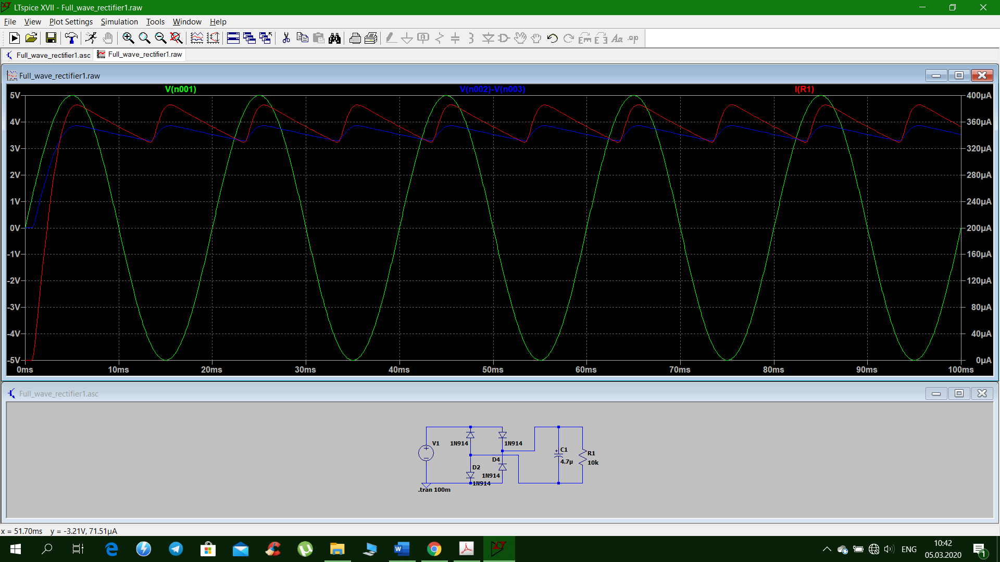 LTspice XVII - Full_wave_rectifier1.raw
File View Plot Settings Simulation Tools Window Help
Full_wave_rectifier1.asc Full_wave_rectifier1.raw
Full_wave_rectifier1.raw
V(n001) V(n002)-V(n003) I(R1)
5V 400µA
4V 360µA
3V 320µA
2V 280µA
1V 240µA
0V 200µA
-1V 160µA
-2V 120µA
-3V 80µA
-4V 40µA
-5V 0µA
0ms 10ms 20ms 30ms 40ms 50ms 60ms 70ms 80ms 90ms 100ms
Full_wave_rectifier1.asc
V1 1N914 1N914
C1
R1
D4
4.7µ 10k
D2
1N914
1N914
.tran 100m
x = 51.70ms y = -3.21V, 71.51µA
10:42
ENG
05.03.2020
1